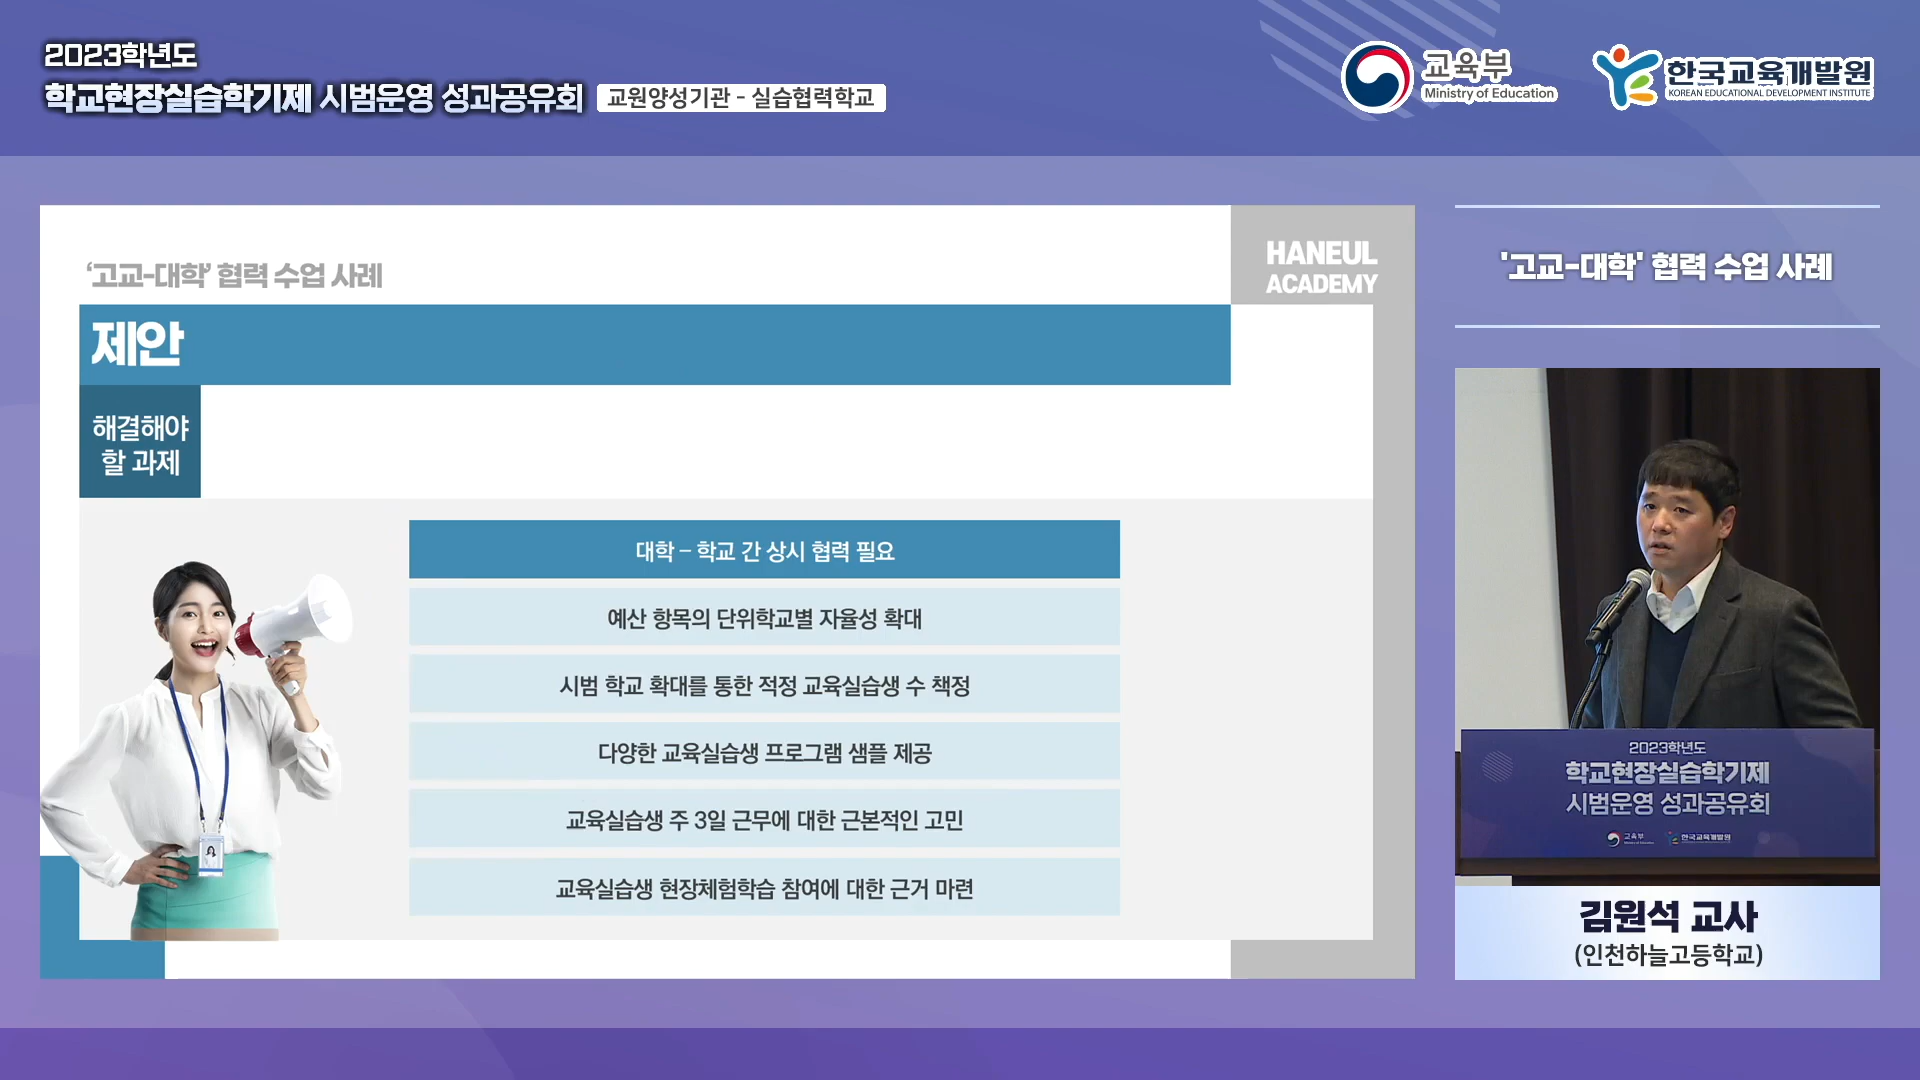 2023학년도
학교현장실습학기제 시범운영 성과공유회
교원양성기관 - 실습협력학교
교육부
Ministry of Education
한국교육개발원
KOREAN EDUCATIONAL DEVELOPMENT INSTITUTE
'고교-대학' 협력 수업 사례
‘고교-대학’ 협력 수업 사례
HANEUL
ACADEMY
제안
해결해야
할 과제
대학 – 학교 간 상시 협력 필요
예산 항목의 단위학교별 자율성 확대
시범 학교 확대를 통한 적정 교육실습생 수 책정
다양한 교육실습생 프로그램 샘플 제공
교육실습생 주 3일 근무에 대한 근본적인 고민
교육실습생 현장체험학습 참여에 대한 근거 마련
2023학년도
학교현장실습학기제
시범운영 성과공유회
교육부
한국교육개발원
김원석 교사
(인천하늘고등학교)